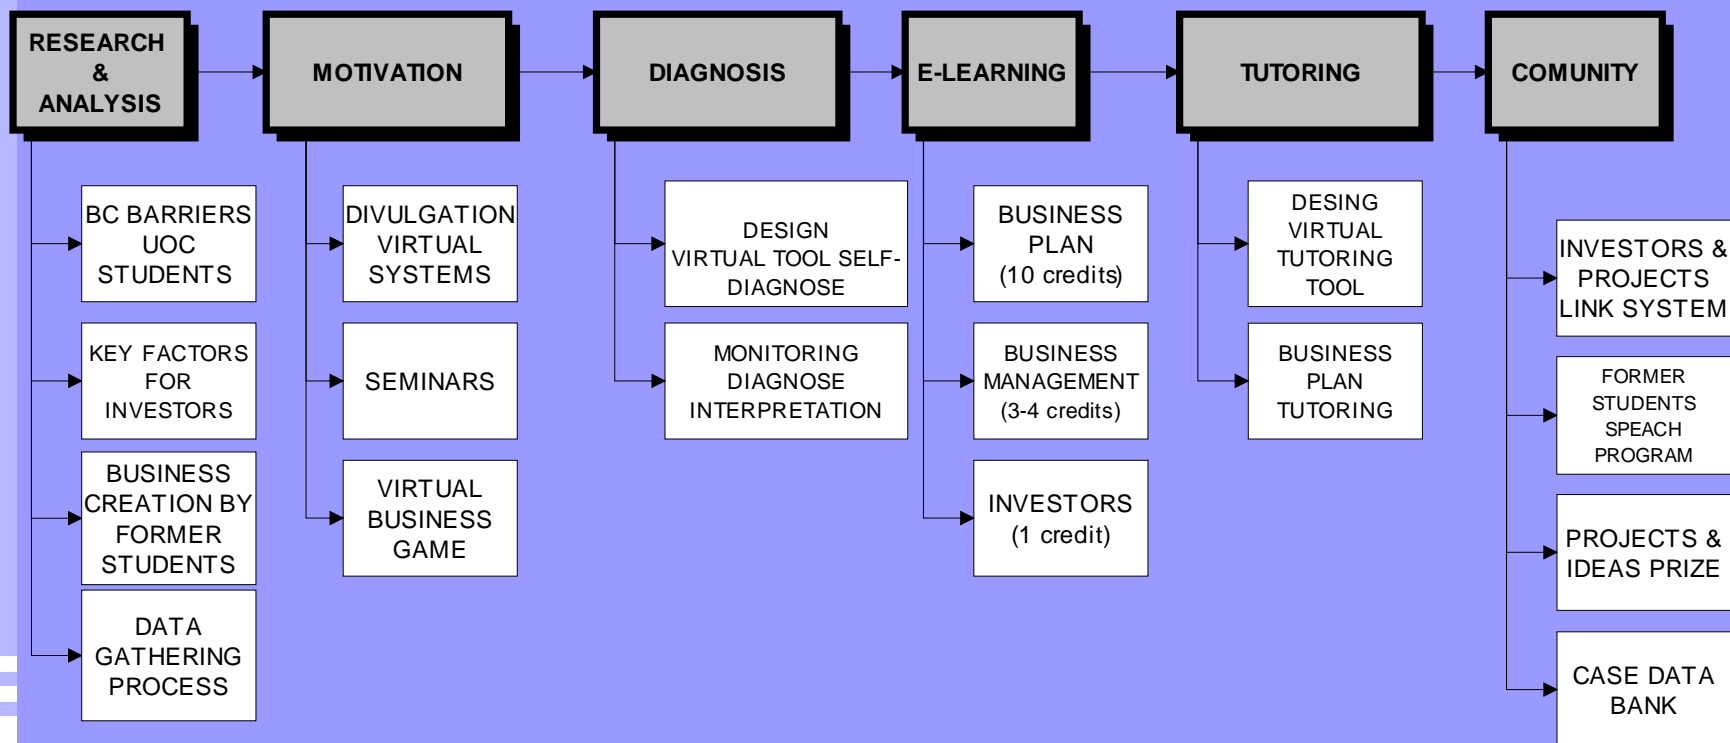 RESEARCH
&
ANALYSIS
MOTIVATION
DIAGNOSIS
E-LEARNING
TUTORING
COMUNITY
BC BARRIERS
UOC
STUDENTS
KEY FACTORS
FOR
INVESTORS
BUSINESS
CREATION BY
FORMER
STUDENTS
DATA
GATHERING
PROCESS
DIVULGATION
VIRTUAL
SYSTEMS
SEMINARS
VIRTUAL
BUSINESS
GAME
DESIGN
VIRTUAL TOOL SELF-
DIAGNOSE
MONITORING
DIAGNOSE
INTERPRETATION
BUSINESS
PLAN
(10 credits)
BUSINESS
MANAGEMENT
(3-4 credits)
INVESTORS
(1 credit)
DESING
VIRTUAL
TUTORING
TOOL
BUSINESS
PLAN
TUTORING
INVESTORS &
PROJECTS
LINK SYSTEM
FORMER
STUDENTS
SPEACH
PROGRAM
PROJECTS &
IDEAS PRIZE
CASE DATA
BANK